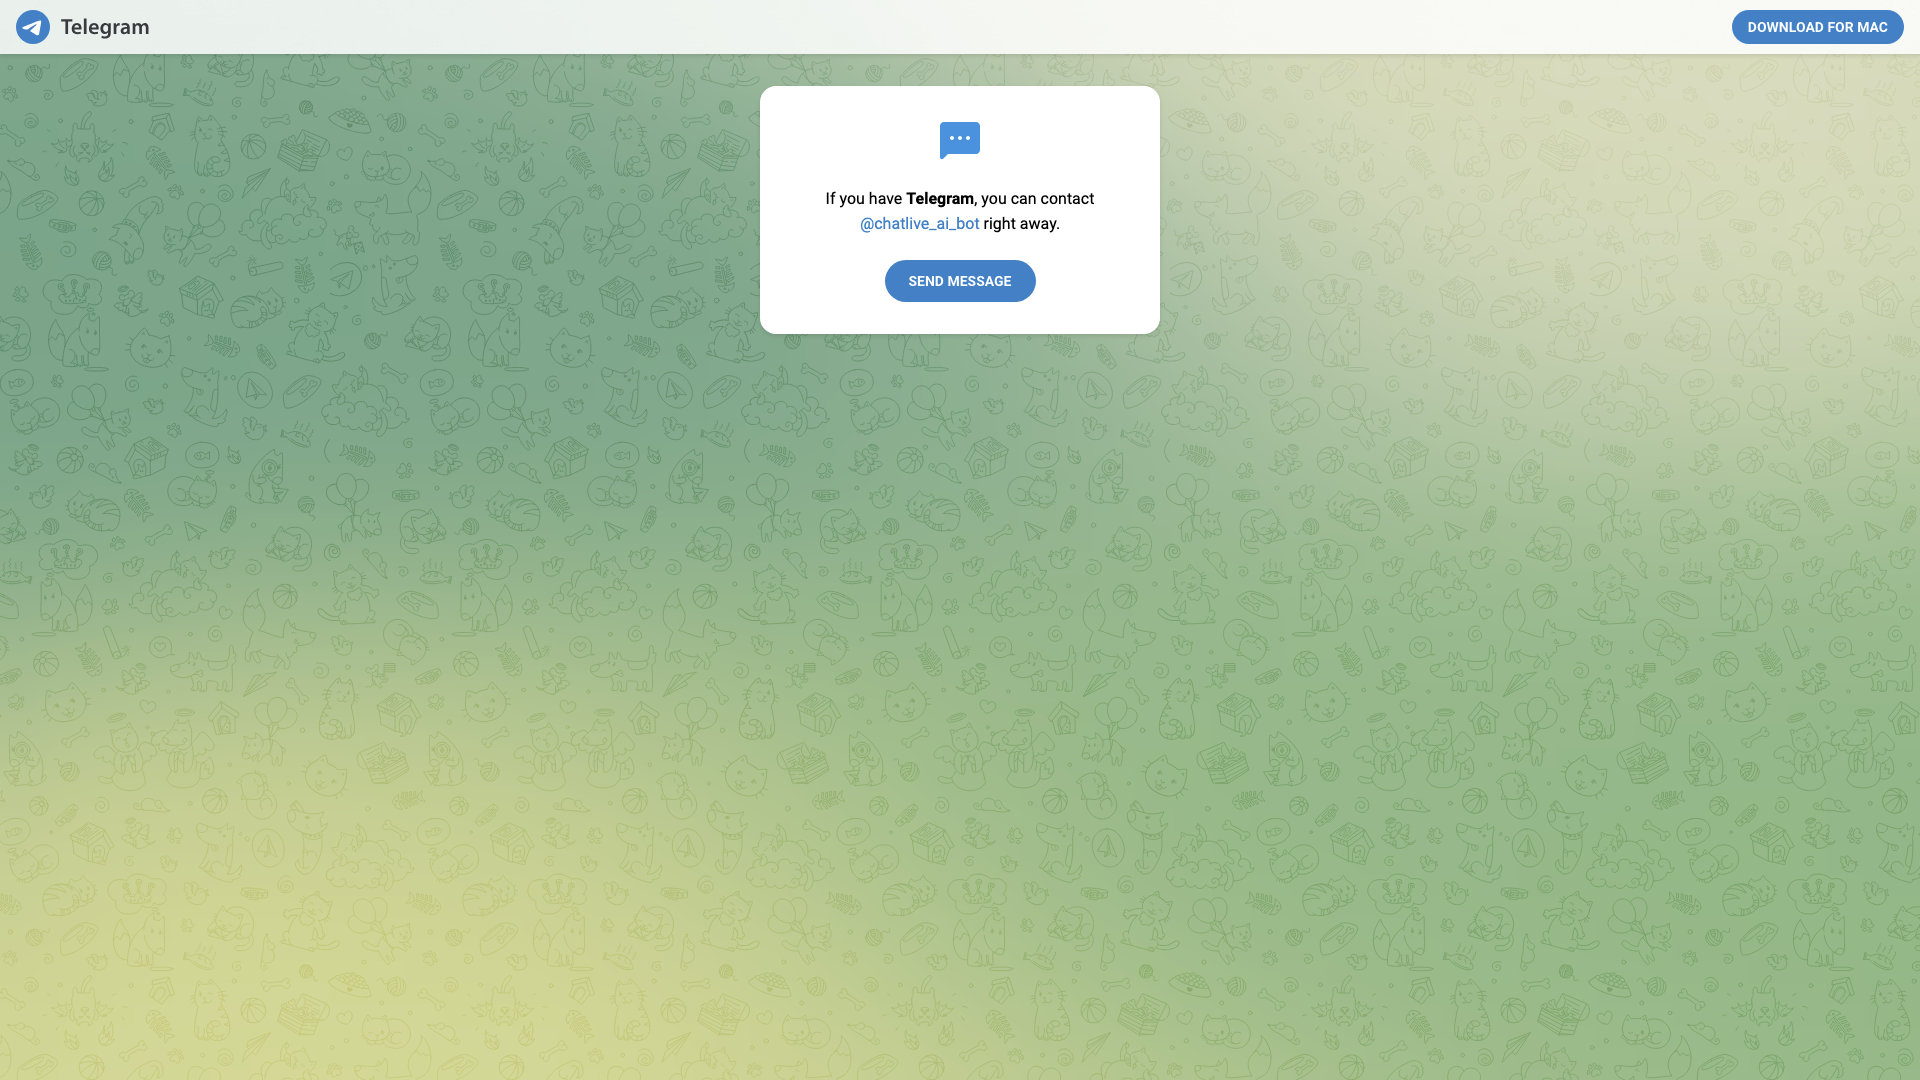 Telegram
DOWNLOAD FOR MAC
If you have Telegram, you can contact
@chatlive_ai_bot right away.
SEND MESSAGE